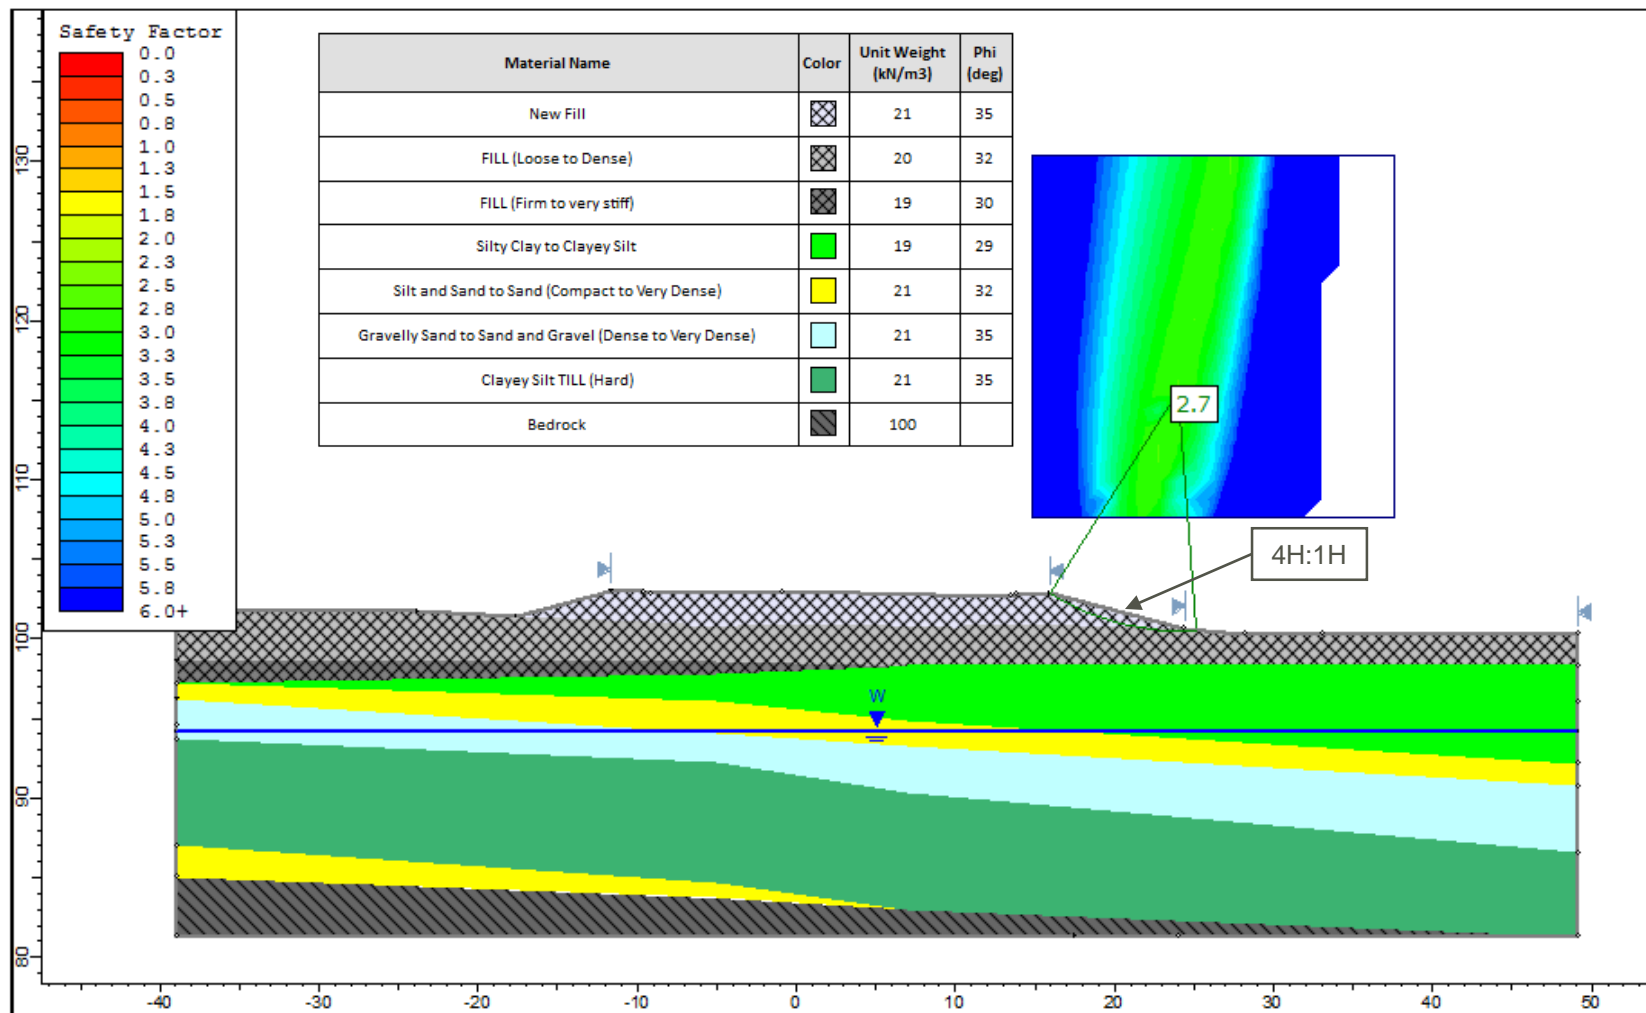 Safety Factor
0.0
0.3
0.5
0.8
1.0
1.3
1.5
1.8
2.0
2.3
2.5
2.8
3.0
3.3
3.5
3.8
4.0
4.3
4.5
4.8
5.0
5.3
5.5
5.8
6.0+
Material Name Color Unit Weight (kN/m3) Phi (deg)
New Fill 21 35
FILL (Loose to Dense) 20 32
FILL (Firm to very stiff) 19 30
Silty Clay to Clayey Silt 19 29
Silt and Sand to Sand (Compact to Very Dense) 21 32
Gravelly Sand to Sand and Gravel (Dense to Very Dense) 21 35
Clayey Silt TILL (Hard) 21 35
Bedrock 100
2.7
4H:1H
W
130
120
110
100
90
80
-40 -30 -20 -10 0 10 20 30 40 50